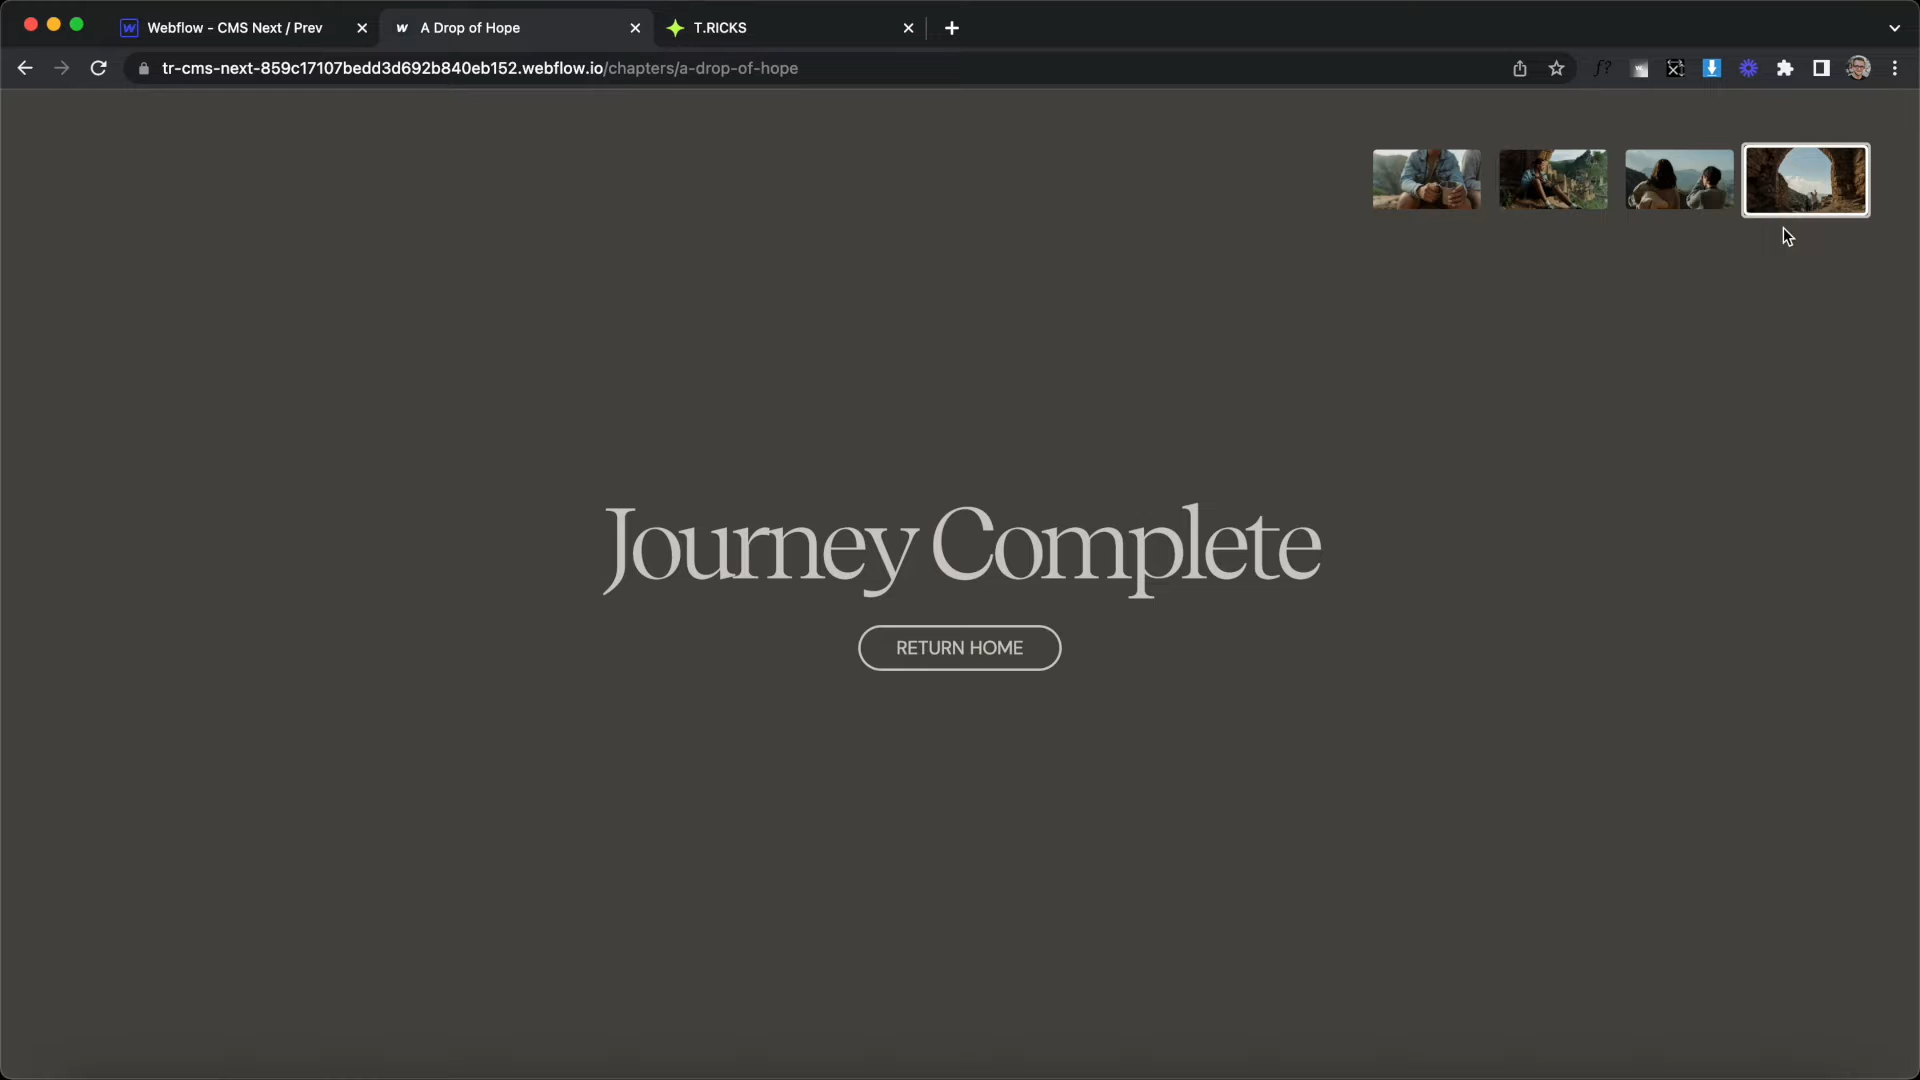 Webflow - CMS Next / Prev
A Drop of Hope
T.RICKS
tr-cms-next-859c17107bedd3d692b840eb152.webflow.io/chapters/a-drop-of-hope
f?
Journey Complete
RETURN HOME